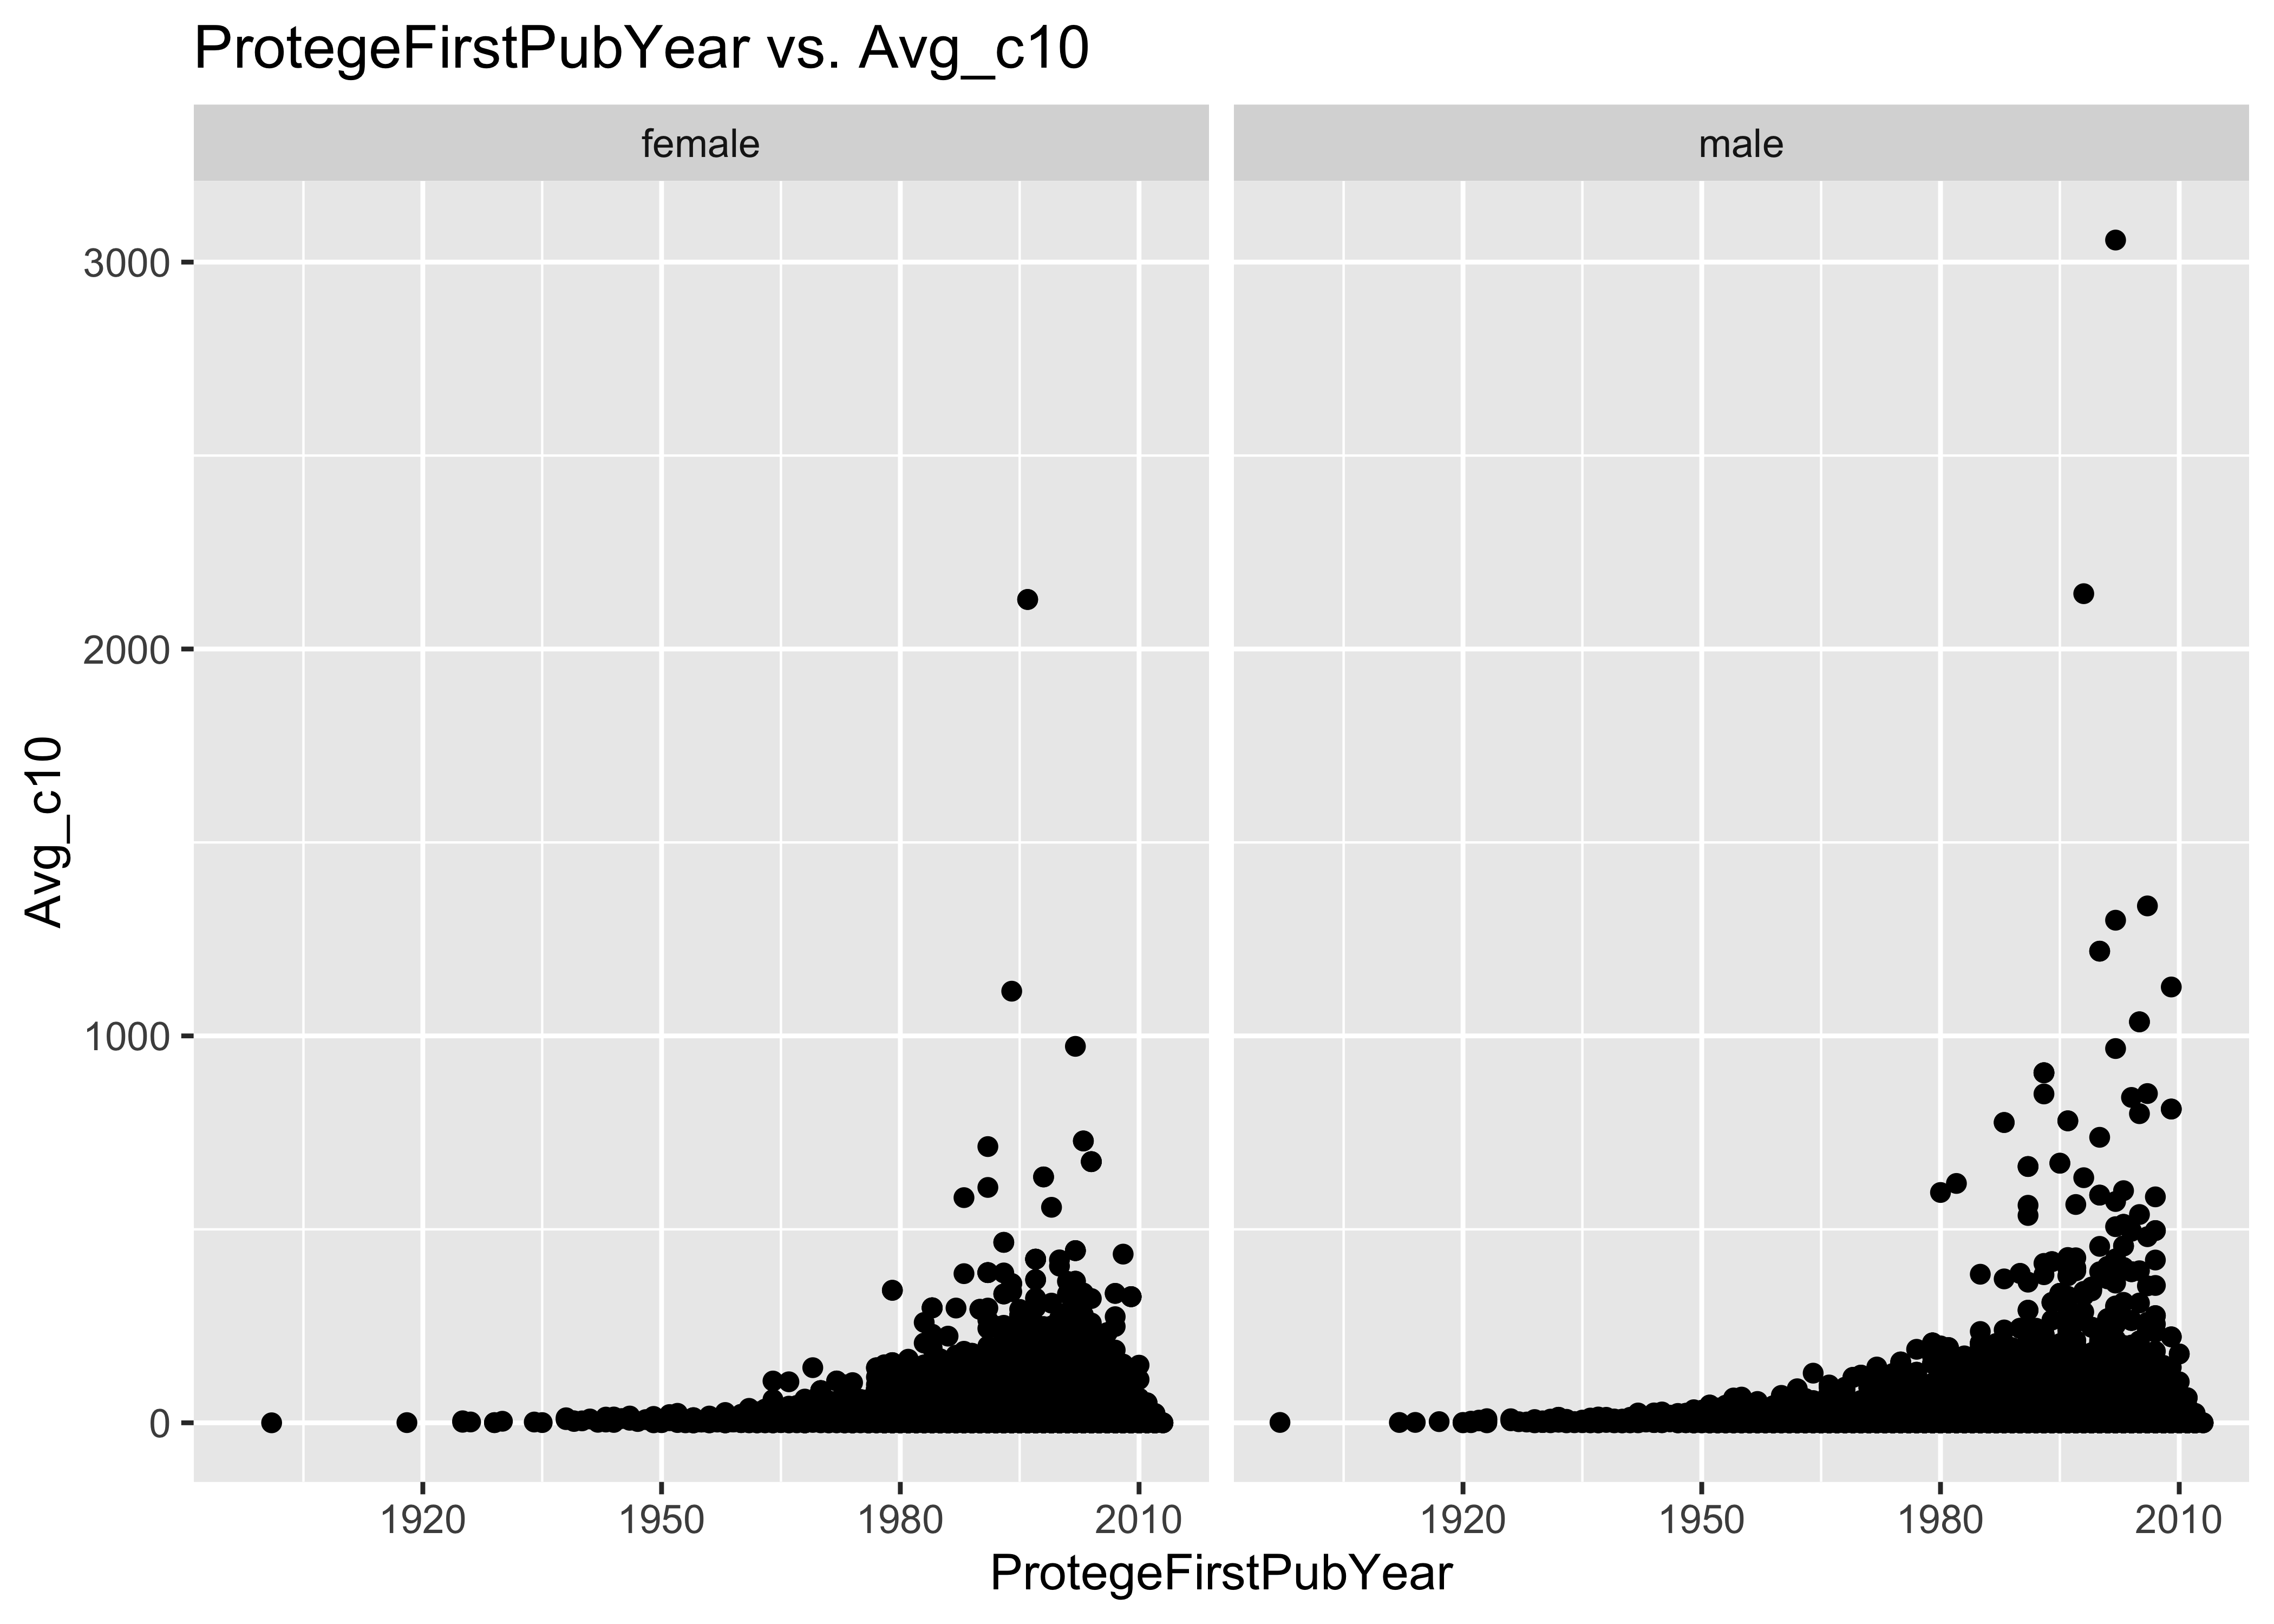 ProtegeFirstPubYear vs. Avg_c10
female male
3000
2000
1000
0
Avg_c10
1920 1950 1980 2010 1920 1950 1980 2010
ProtegeFirstPubYear